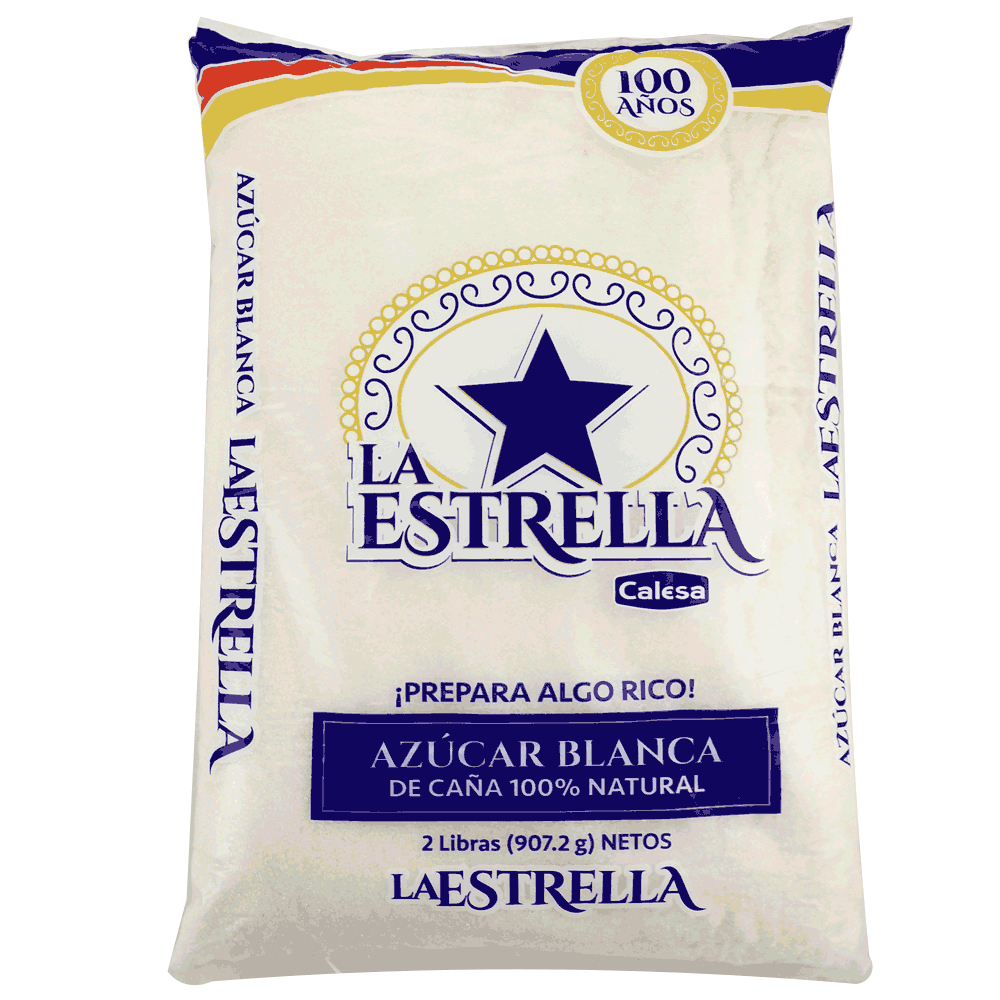 100
AÑOS
AZÚCAR BLANCA LAESTRELLA
LA
ESTRELLA
Calesa
¡PREPARA ALGO RICO!
AZÚCAR BLANCA
DE CAÑA 100% NATURAL
2 Libras (907.2 g) NETOS
LAESTRELLA
AZÚCAR BLANCA LAESTRELLA